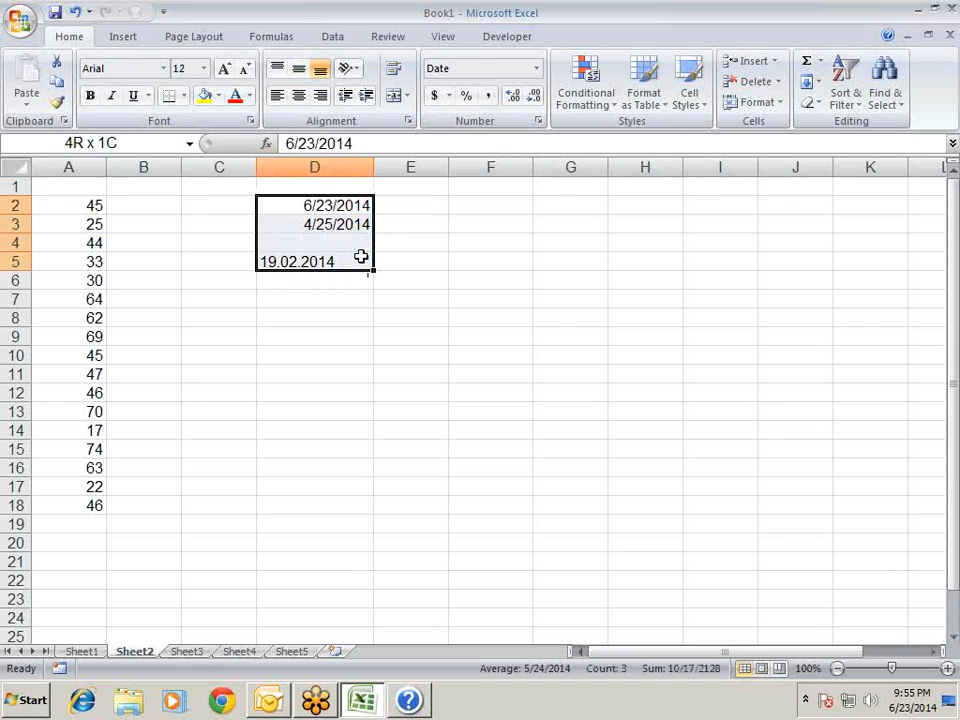 Book1 - Microsoft Excel
Home Insert Page Layout Formulas Data Review View Developer
Paste
Clipboard
Arial 12
B I U
Font
Alignment
Date
$ % ,
Number
Conditional Formatting
Format as Table
Cell Styles
Styles
Insert
Delete
Format
Cells
Sort & Filter
Find & Select
Editing
4R x 1C fx 6/23/2014
A B C D E F G H I J K L
1
2 45 6/23/2014
3 25 4/25/2014
4 44
5 33 19.02.2014
6 30
7 64
8 62
9 69
10 45
11 47
12 46
13 70
14 17
15 74
16 63
17 22
18 46
19
20
21
22
23
24
25
Sheet1 Sheet2 Sheet3 Sheet4 Sheet5
Ready Average: 5/24/2014 Count: 3 Sum: 10/17/2128 100%
Start 9:55 PM
6/23/2014